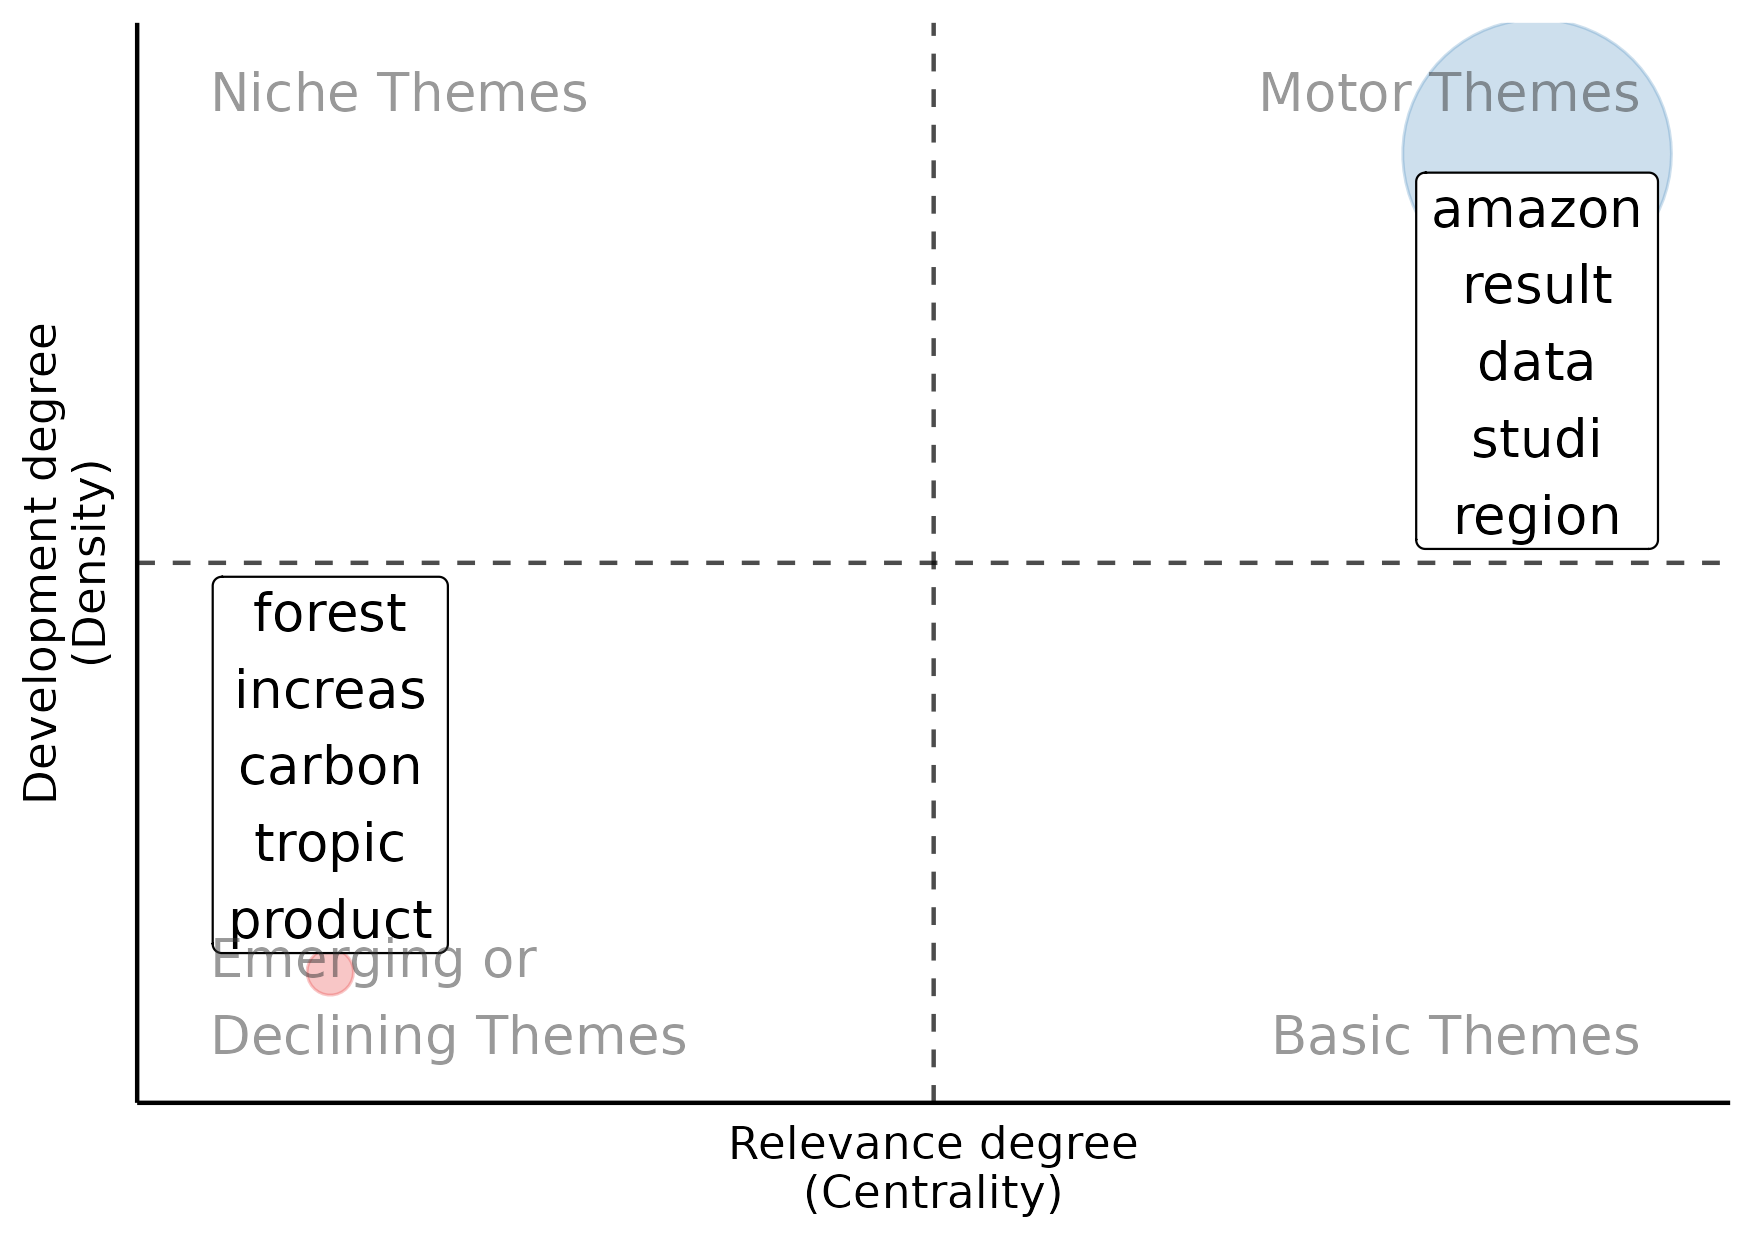 Niche Themes
Motor Themes
amazon
result
data
studi
region
Development degree
(Density)
forest
increas
carbon
tropic
product
Emerging or
Declining Themes
Basic Themes
Relevance degree
(Centrality)